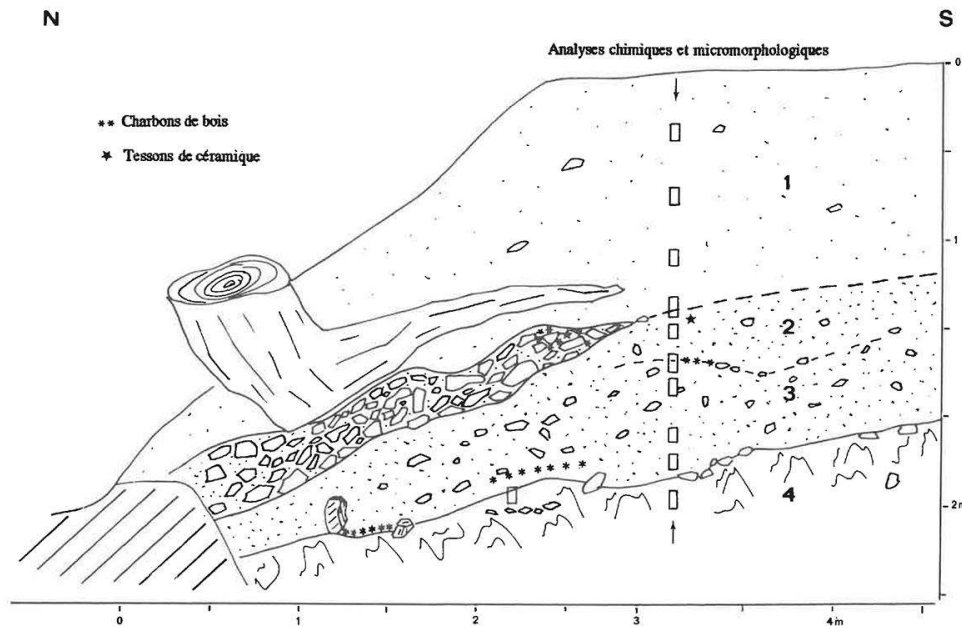 N
S
Analyses chimiques et micromorphologiques
0
** Charbons de bois
★ Tessons de céramique
1
-1
2
3
4
-2m
0
1
2
3
4m